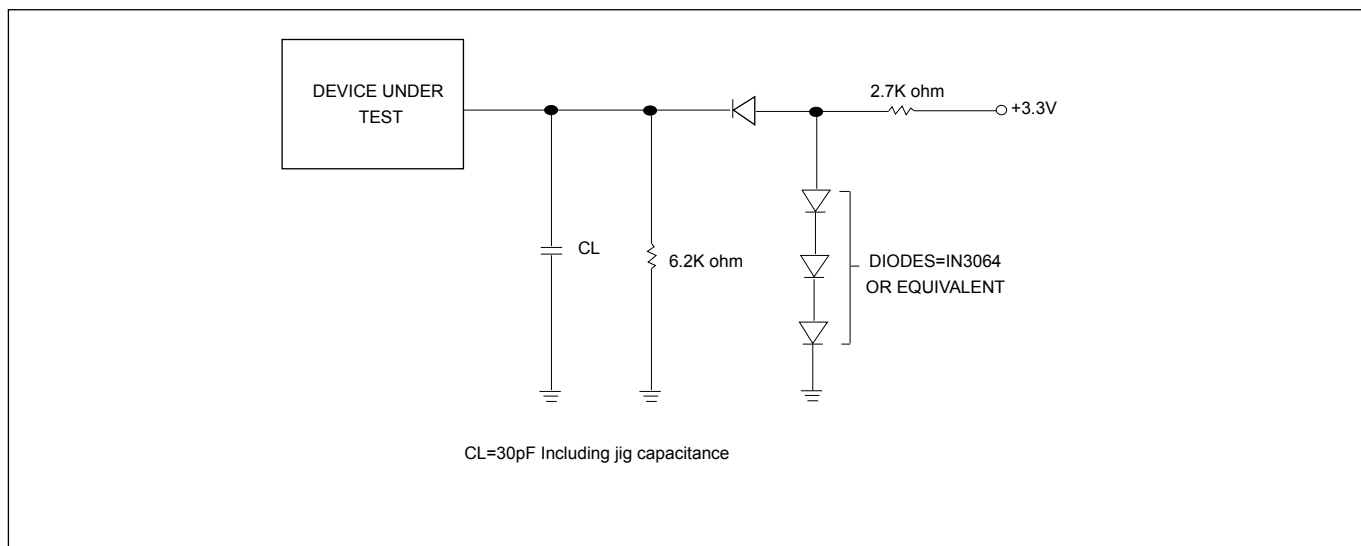 DEVICE UNDER
TEST
2.7K ohm
+3.3V
CL
6.2K ohm
DIODES=IN3064
OR EQUIVALENT
CL=30pF Including jig capacitance